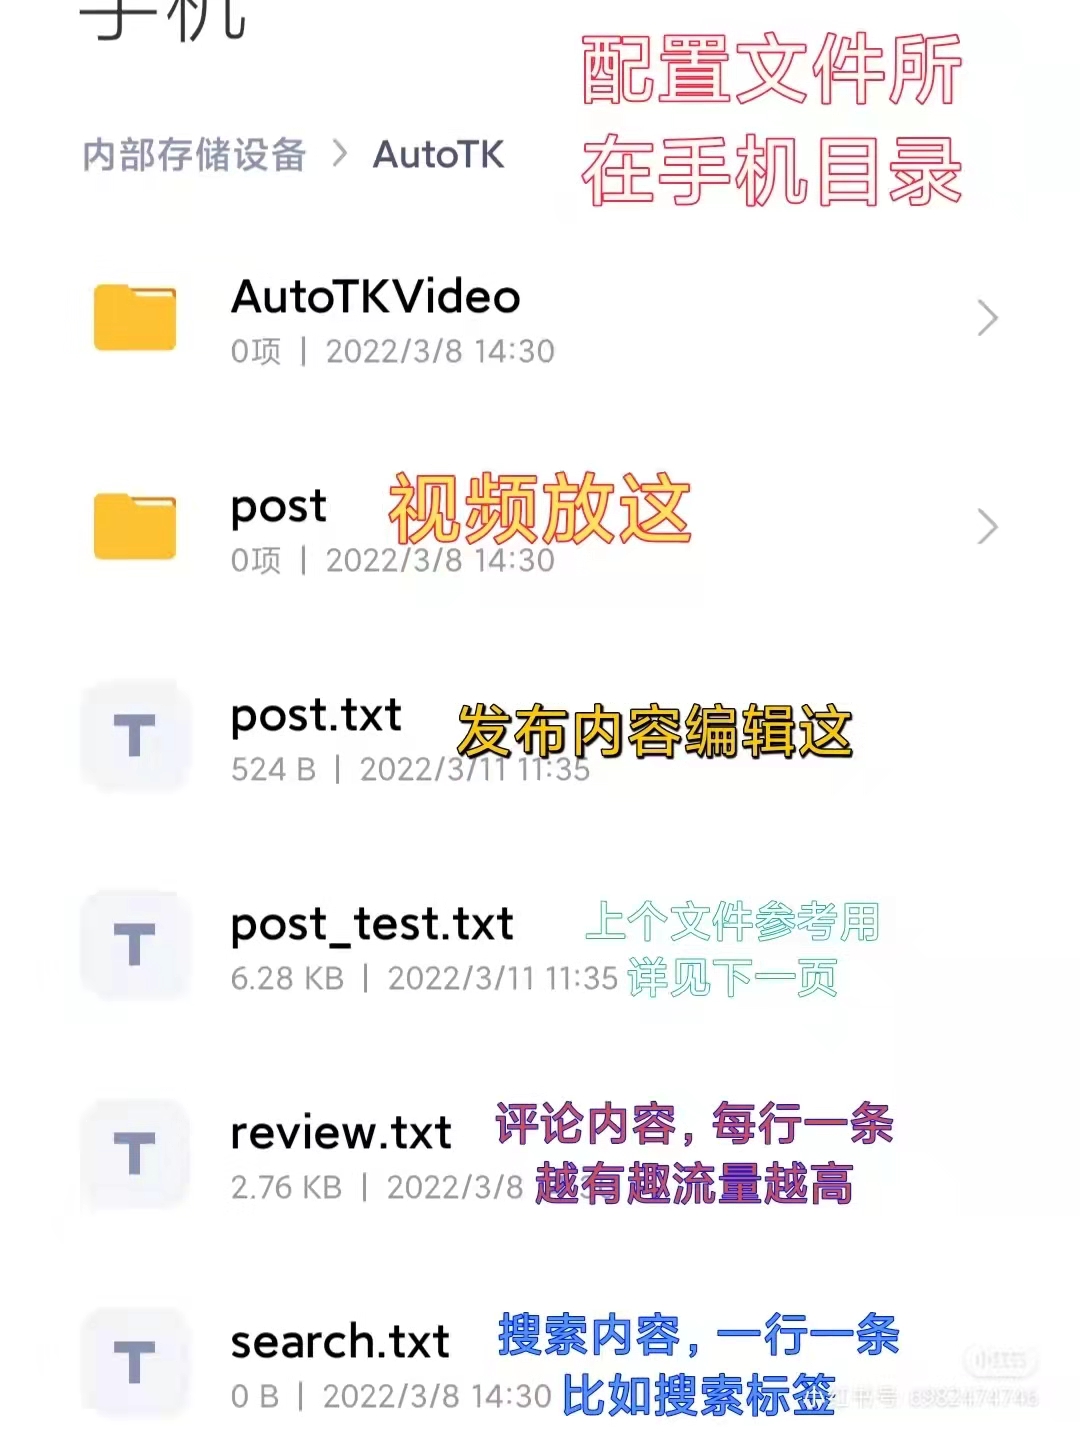 手机
配置文件所
在手机目录
内部存储设备 > AutoTK
AutoTKVideo
0项 | 2022/3/8 14:30
post
视频放这
0项 | 2022/3/8 14:30
post.txt
发布内容编辑这
524 B | 2022/3/11 11:35
post_test.txt
上个文件参考用
6.28 KB | 2022/3/11 11:35
详见下一页
review.txt
评论内容，每行一条
2.76 KB | 2022/3/8
越有趣流量越高
search.txt
搜索内容，一行一条
0 B | 2022/3/8 14:30
比如搜索标签
小红书
小红书号 6982474746